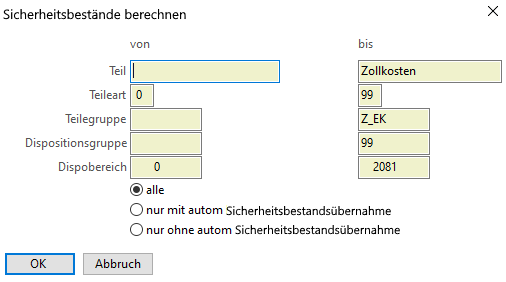 Sicherheitsbestände berechnen
von bis
Teil Zollkosten
Teileart 0 99
Teilegruppe Z_EK
Dispositionsgruppe 99
Dispobereich 0 2081
alle
nur mit autom Sicherheitsbestandsübernahme
nur ohne autom Sicherheitsbestandsübernahme
OK Abbruch